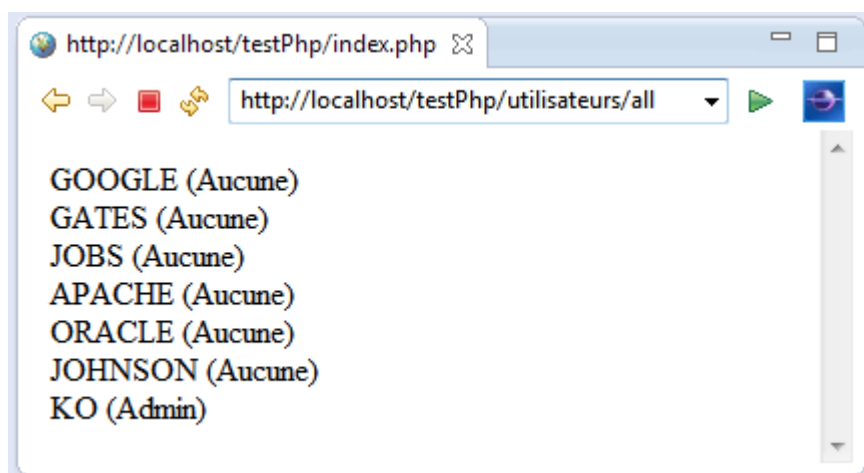 http://localhost/testPhp/index.php
http://localhost/testPhp/utilisateurs/all
GOOGLE (Aucune)
GATES (Aucune)
JOBS (Aucune)
APACHE (Aucune)
ORACLE (Aucune)
JOHNSON (Aucune)
KO (Admin)